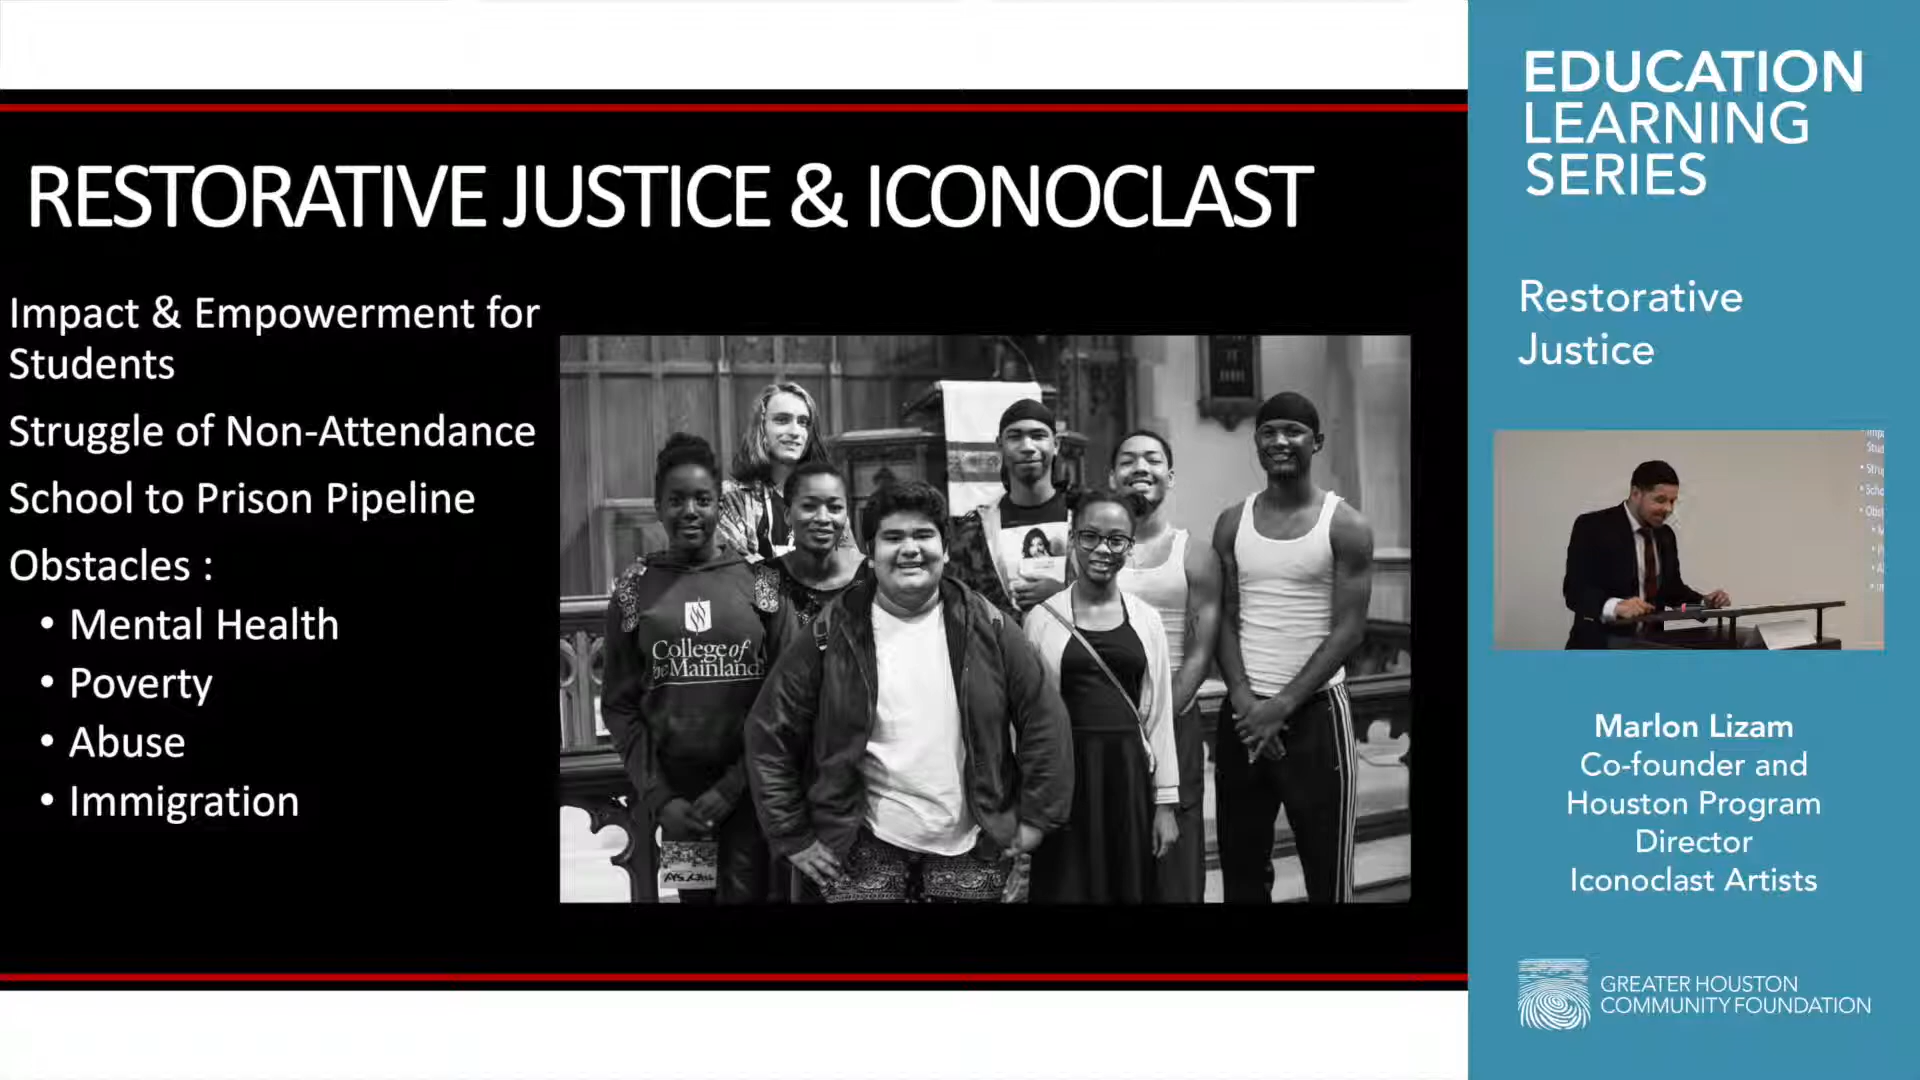 RESTORATIVE JUSTICE & ICONOCLAST
Impact & Empowerment for
Students
Struggle of Non-Attendance
School to Prison Pipeline
Obstacles :
• Mental Health
• Poverty
• Abuse
• Immigration
College of
the Mainland
EDUCATION
LEARNING
SERIES
Restorative
Justice
Marlon Lizam
Co-founder and
Houston Program
Director
Iconoclast Artists
GREATER HOUSTON
COMMUNITY FOUNDATION